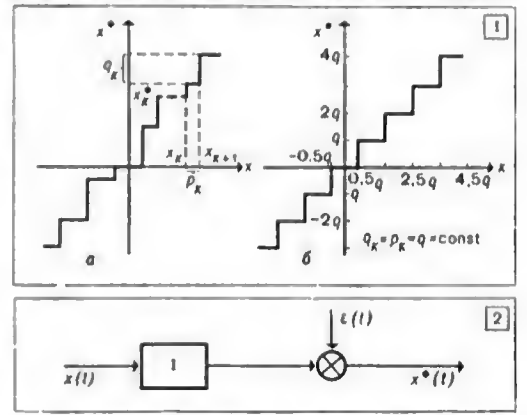 1
x* x*
4q
q_K
x_K*
2q
x_K x_{K+1} x -0,5q x
p_K
q
0,5q 2,5q 4,5q
-2q
q_K=p_K=q=const
а б
2
ε(t)
x(t) 1 x*(t)